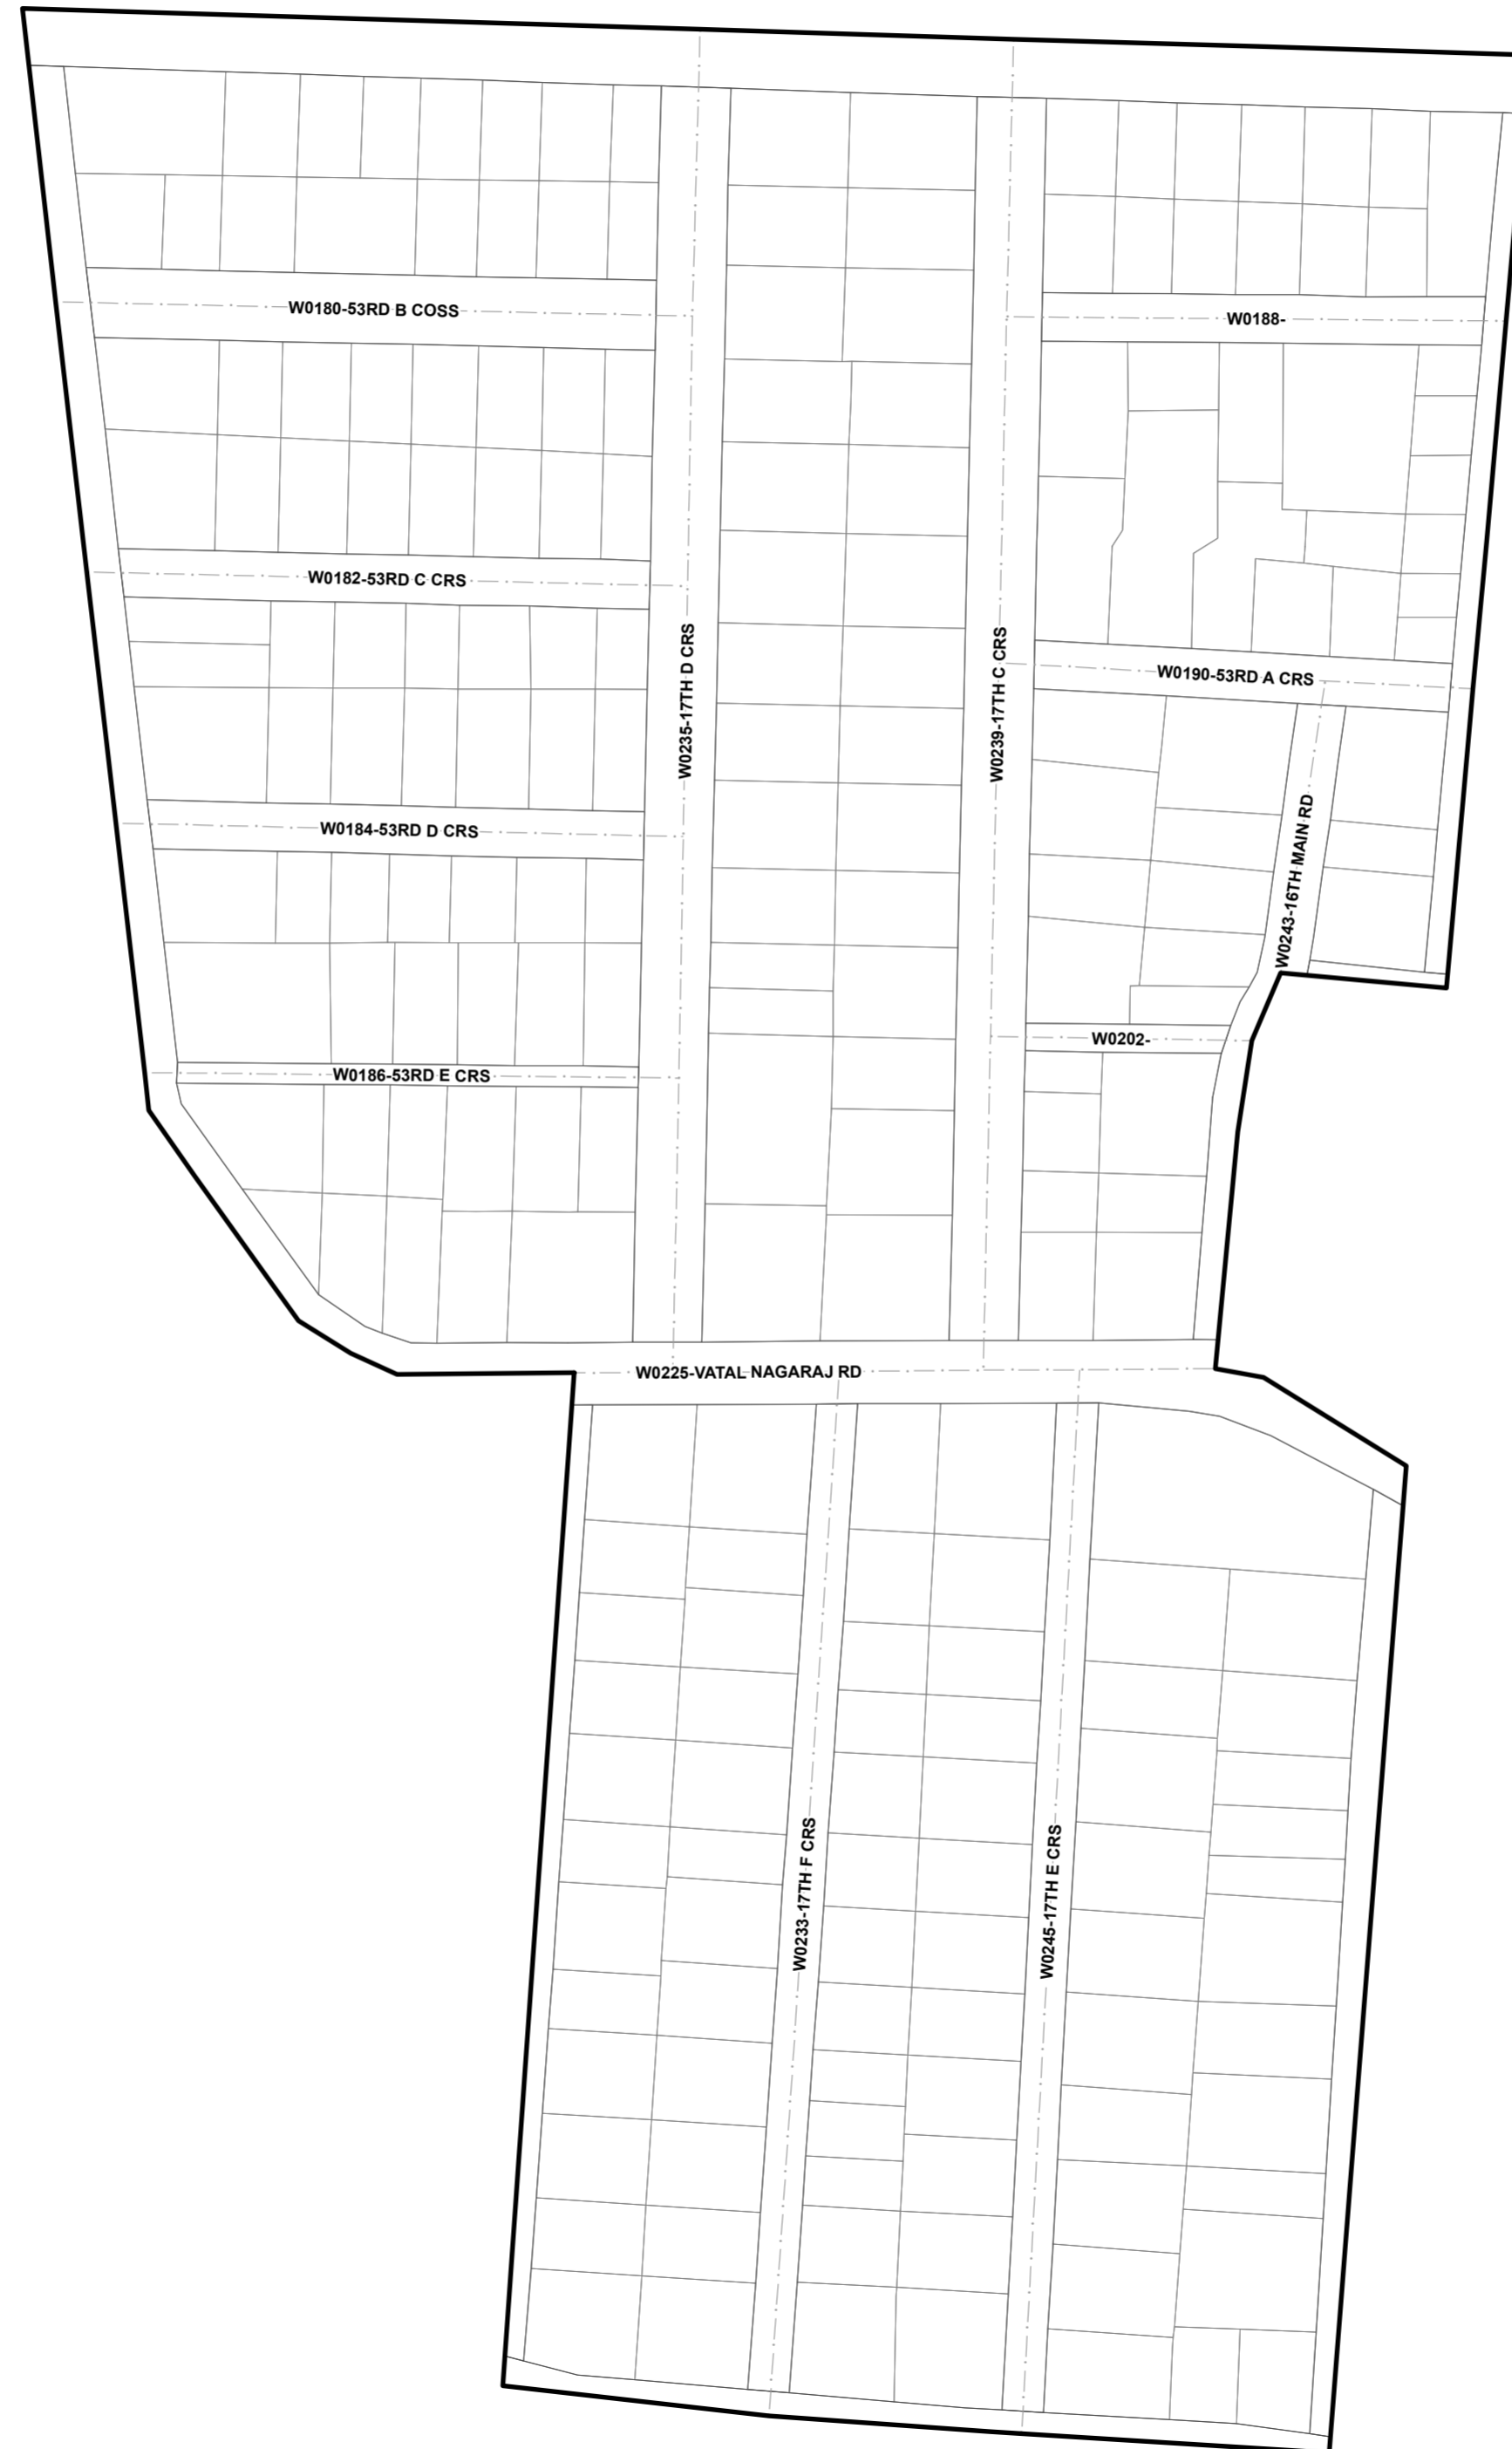 W0180-53RD B COSS
W0188-
W0182-53RD C CRS
W0235-17TH D CRS
W0239-17TH C CRS
W0190-53RD A CRS
W0184-53RD D CRS
W0243-16TH MAIN RD
W0202-
W0186-53RD E CRS
W0225-VATAL NAGARAJ RD
W0233-17TH F CRS
W0245-17TH E CRS